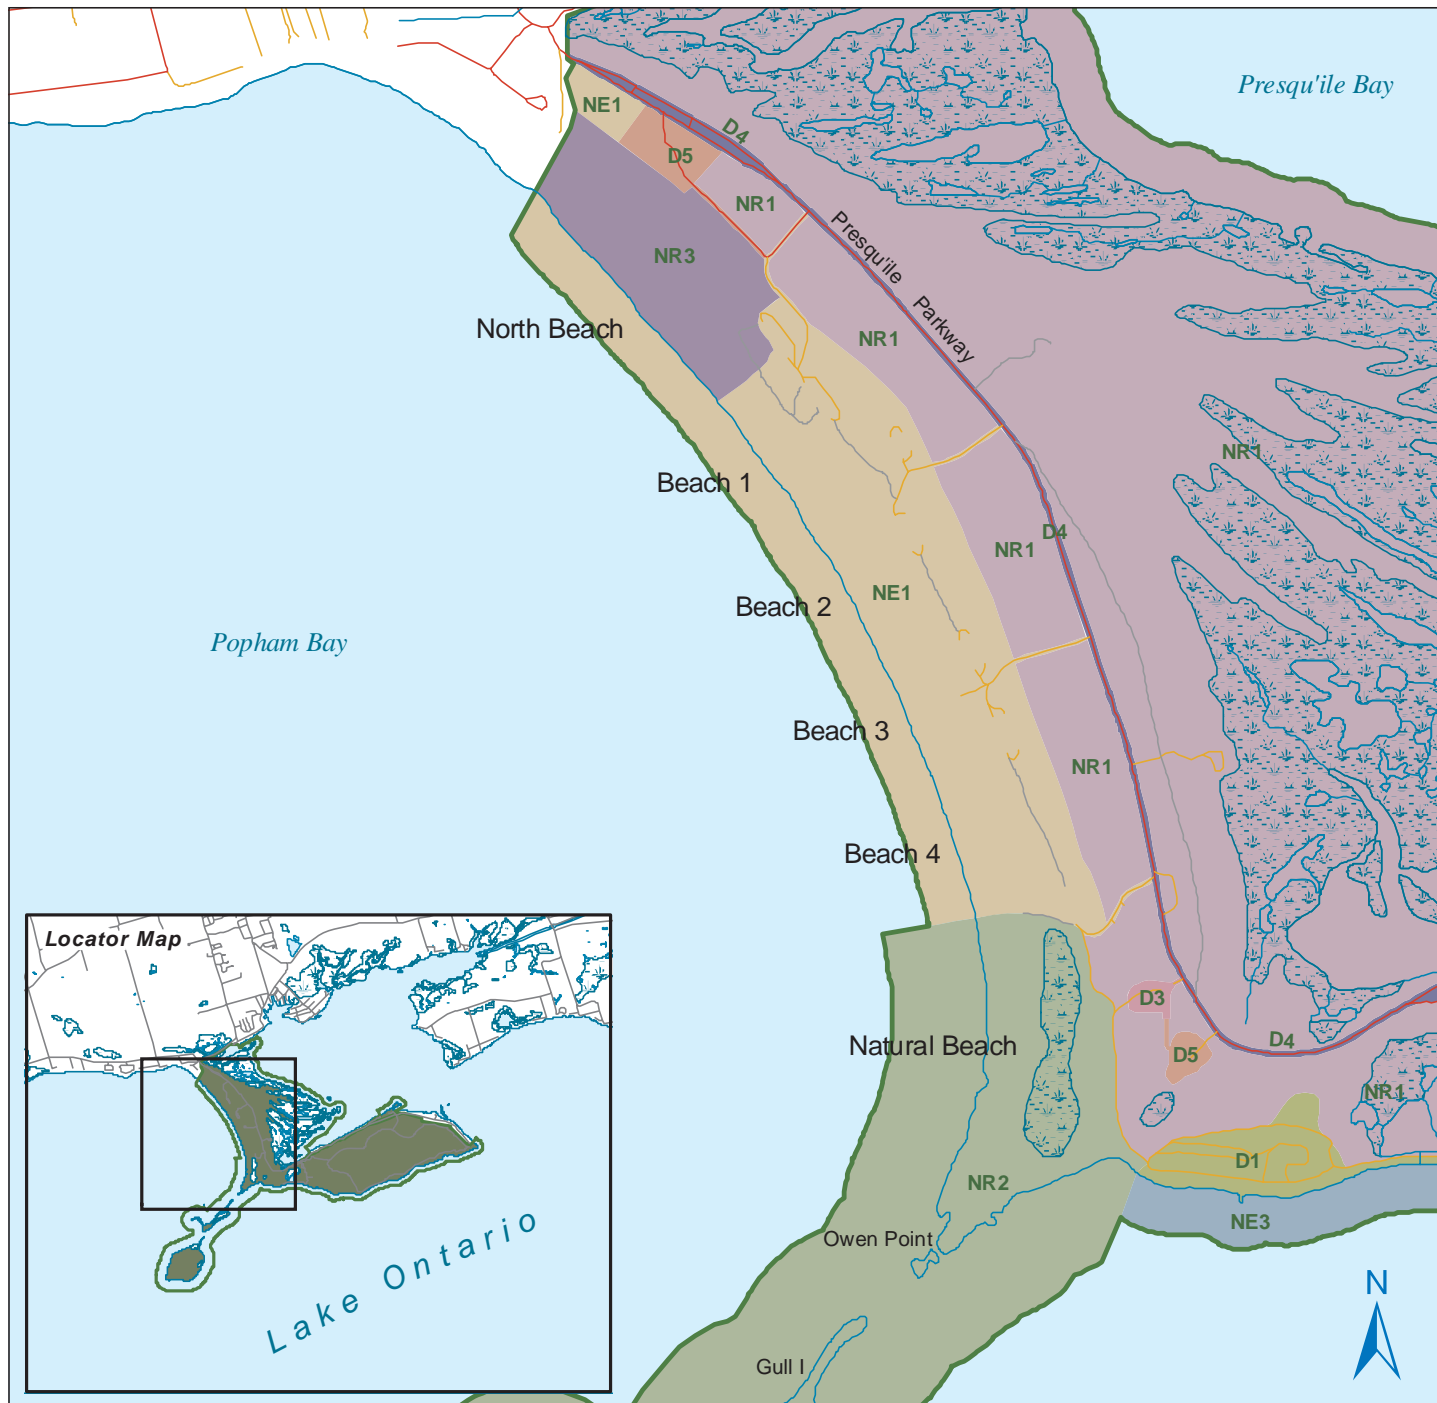 Presqu'ile Bay
NE1
D4
D5
NR1
Presqu'ile Parkway
NR3
North Beach
NR1
NR1
Beach 1
D4
NR1
NE1
Beach 2
Popham Bay
Beach 3
NR1
Beach 4
Locator Map
D3
Natural Beach
D4
D5
NR1
D1
NR2
NE3
Owen Point
Lake Ontario
N
Gull I